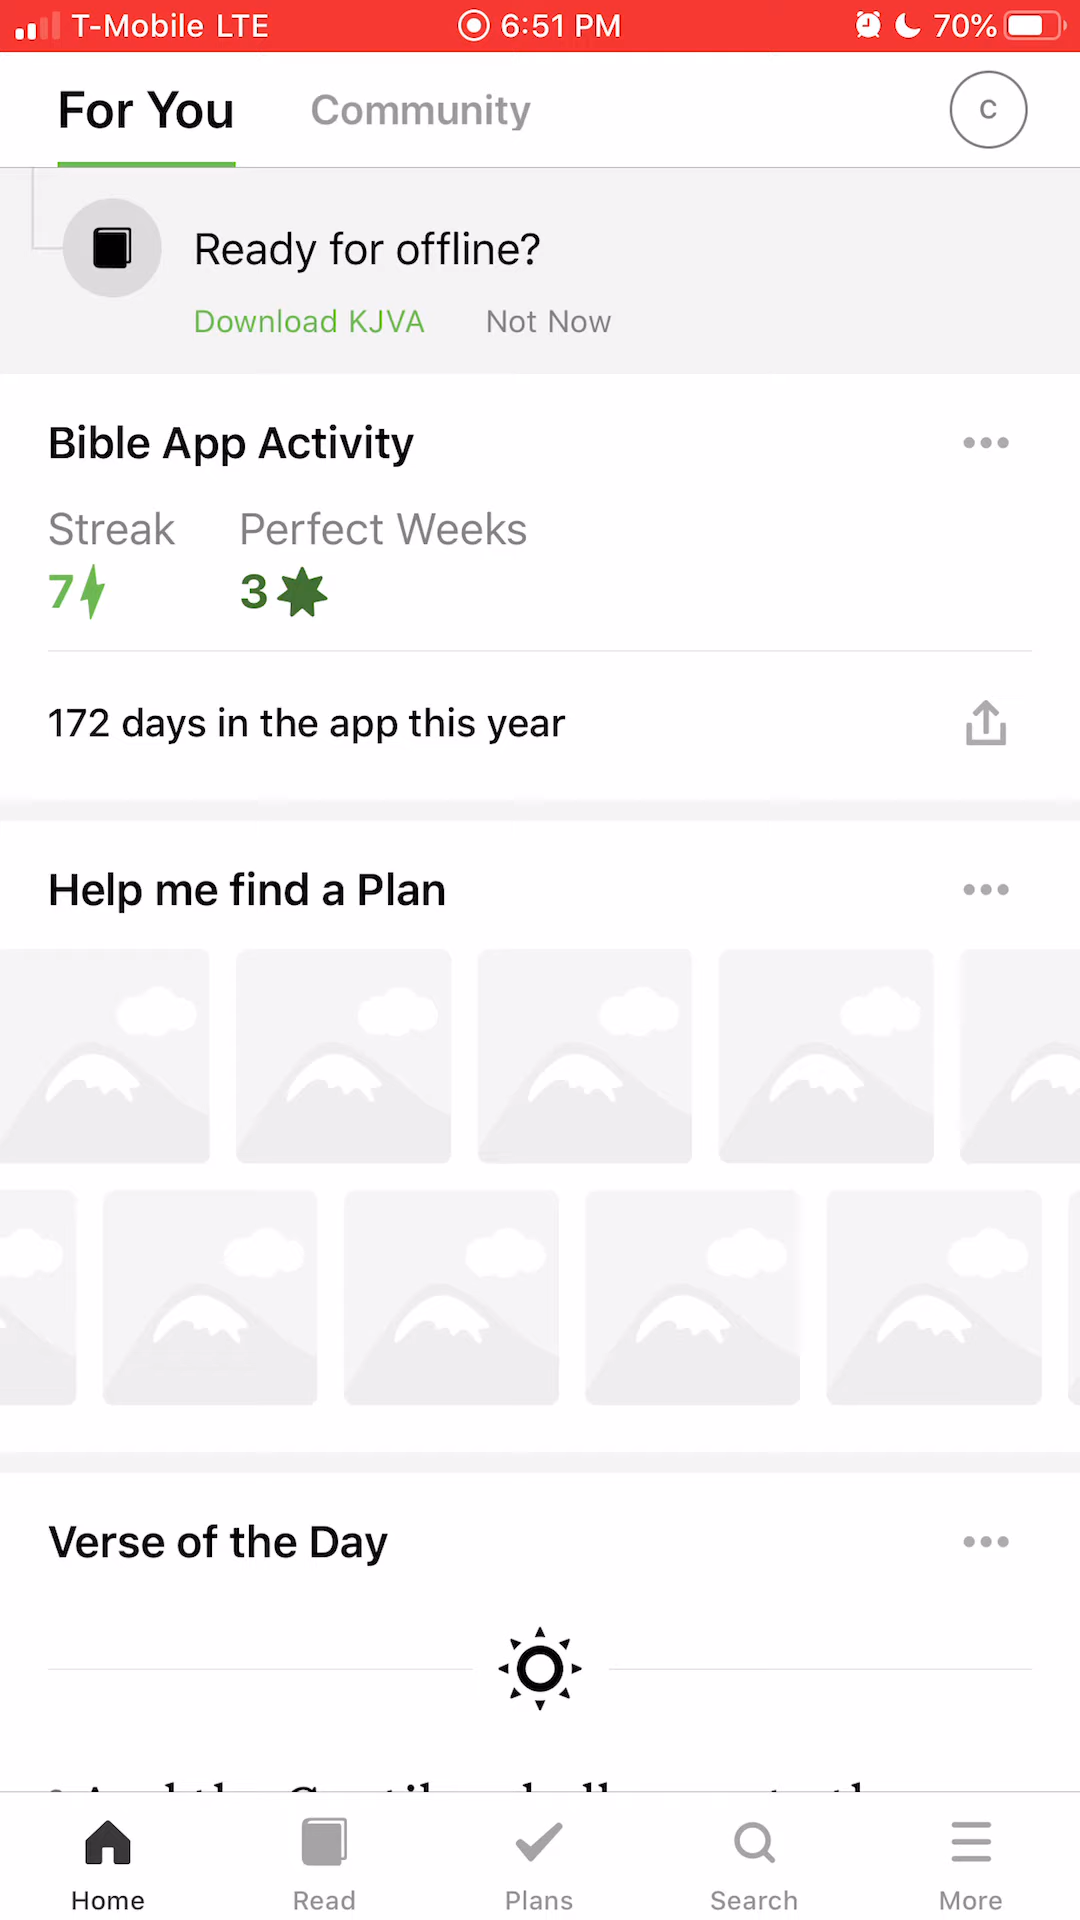 T-Mobile LTE 6:51 PM 70%
For You Community C
Ready for offline?
Download KJVA Not Now
Bible App Activity
Streak Perfect Weeks
7 3
172 days in the app this year
Help me find a Plan
Verse of the Day
Home Read Plans Search More